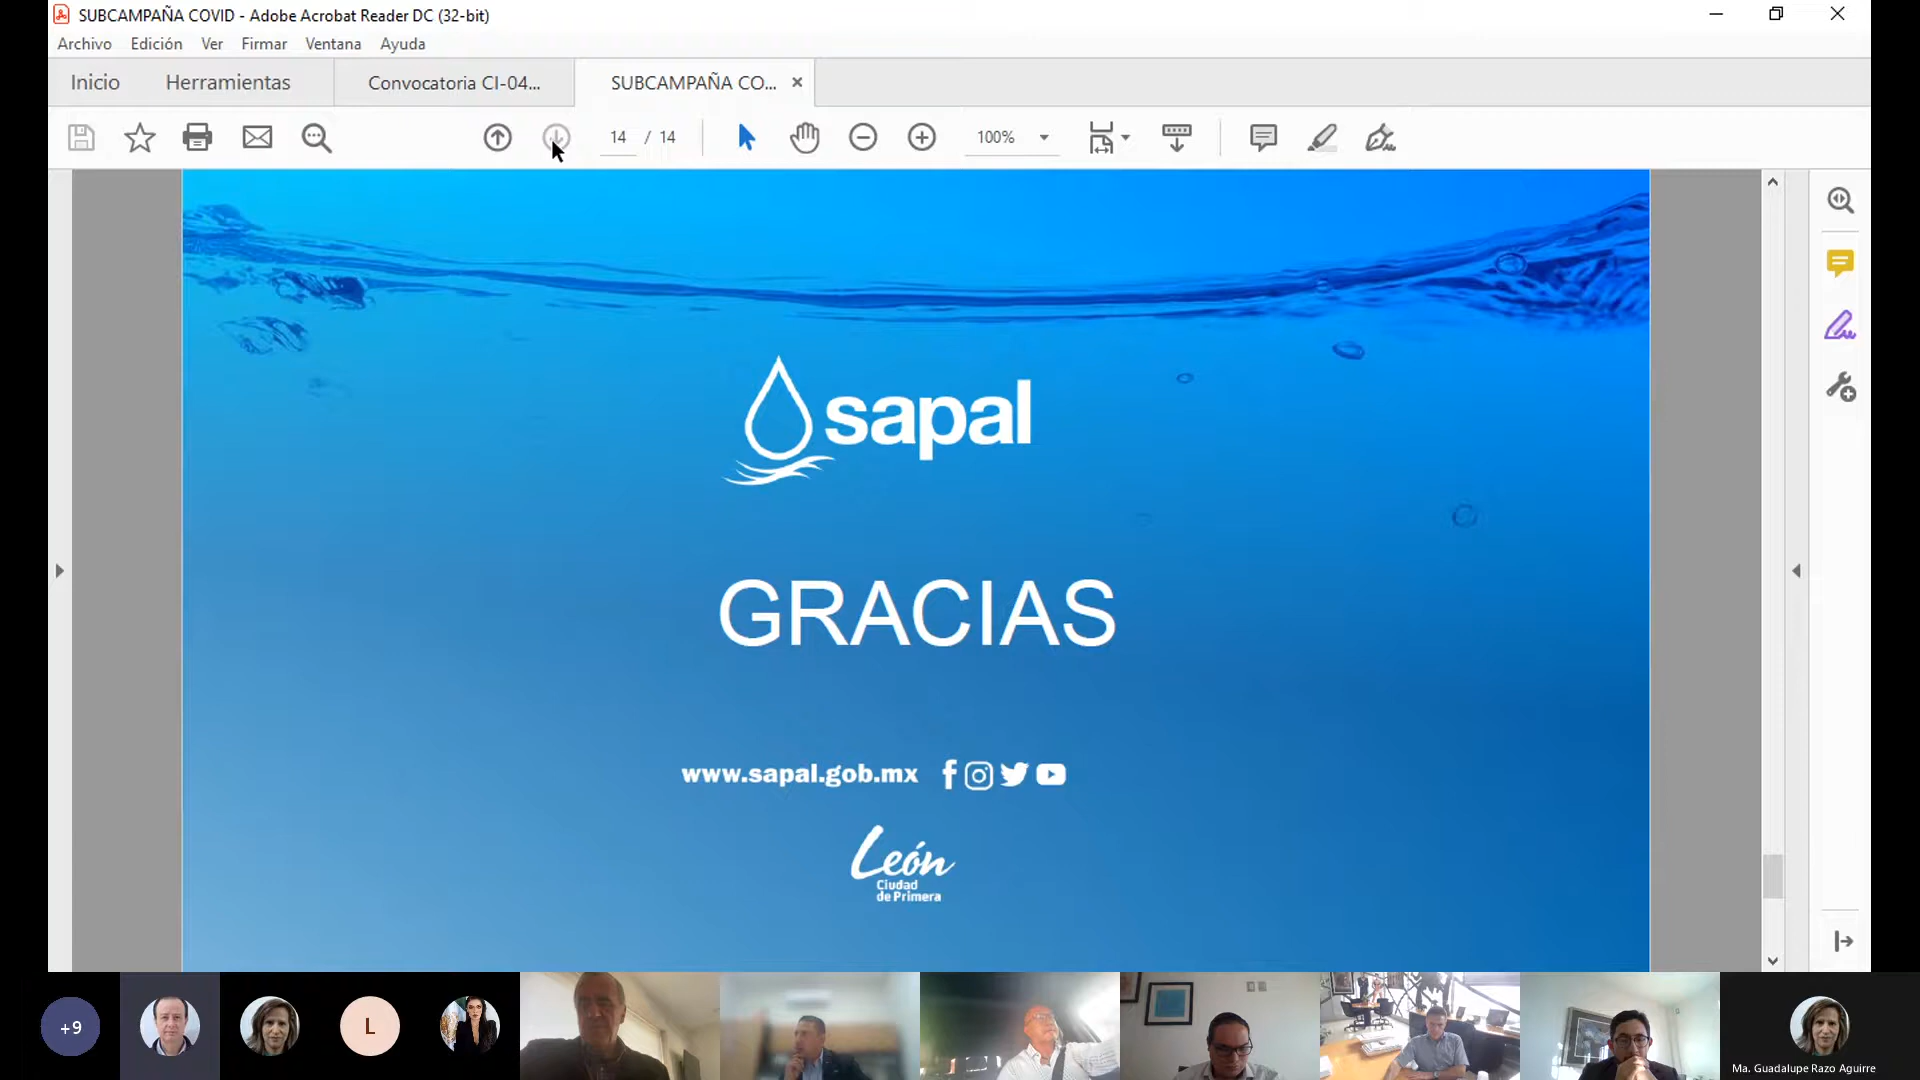 SUBCAMPAÑA COVID - Adobe Acrobat Reader DC (32-bit)
Archivo Edición Ver Firmar Ventana Ayuda
Inicio Herramientas Convocatoria CI-04... SUBCAMPAÑA CO...
14 / 14 100%
sapal
GRACIAS
www.sapal.gob.mx
León
Ciudad
de Primera
+9 L
Ma. Guadalupe Razo Aguirre